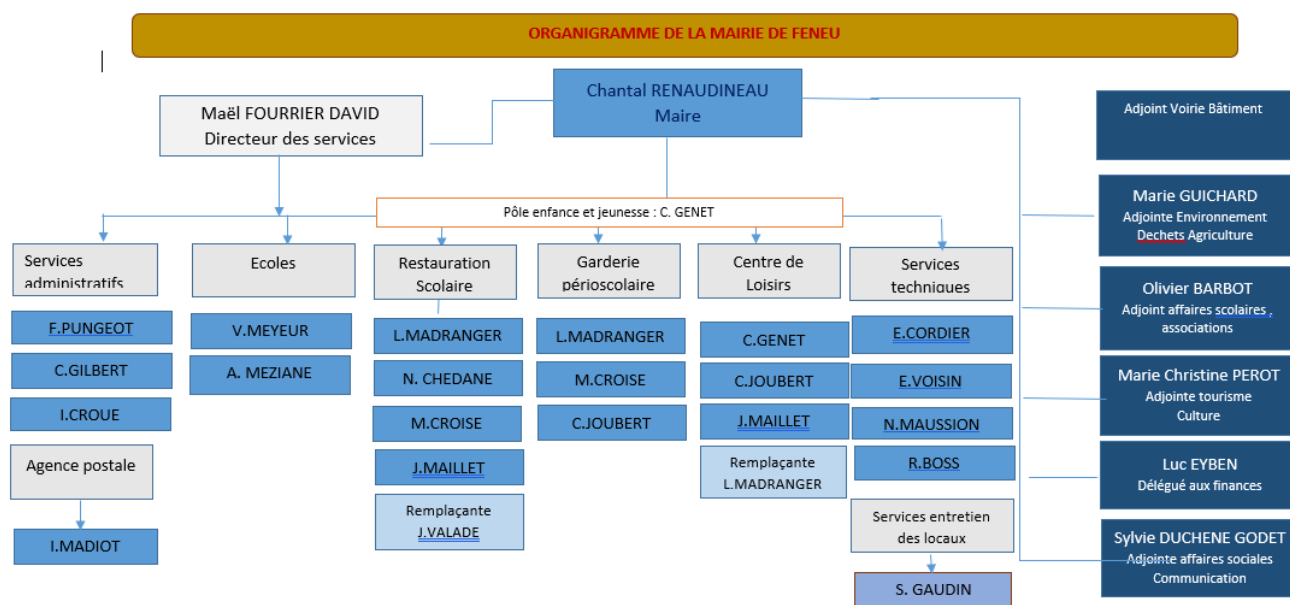 ORGANIGRAMME DE LA MAIRIE DE FENEU
Chantal RENAUDINEAU
Maire
Maël FOURRIER DAVID
Directeur des services
Pôle enfance et jeunesse : C. GENET
Services
administratifs
F.PUNGEOT
C.GILBERT
I.CROUE
Agence postale
I.MADIOT
Ecoles
V.MEYEUR
A. MEZIANE
Restauration
Scolaire
L.MADRANGER
N. CHEDANE
M.CROISE
J.MAILLET
Remplaçante
J.VALADE
Garderie
périoscolaire
L.MADRANGER
M.CROISE
C.JOUBERT
Centre de
Loisirs
C.GENET
C.JOUBERT
J.MAILLET
Remplaçante
L.MADRANGER
Services
techniques
E.CORDIER
E.VOISIN
N.MAUSSION
R.BOSS
Services entretien
des locaux
S. GAUDIN
Adjoint Voirie Bâtiment
Marie GUICHARD
Adjointe Environnement
Dechets Agriculture
Olivier BARBOT
Adjoint affaires scolaires ,
associations
Marie Christine PEROT
Adjointe tourisme
Culture
Luc EYBEN
Délégué aux finances
Sylvie DUCHENE GODET
Adjointe affaires sociales
Communication